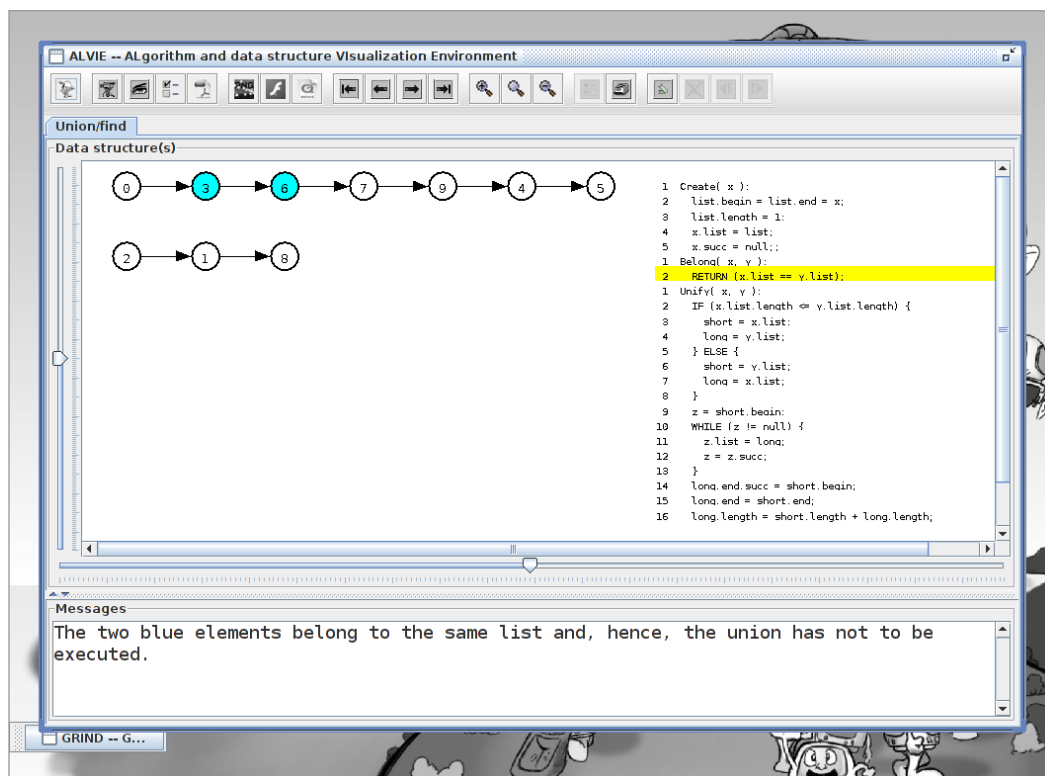 ALVIE -- ALgorithm and data structure VIsualization Environment
Union/find
Data structure(s)
0 3 6 7 9 4 5
2 1 8
1 Create( x ):
2 list.begin = list.end = x;
3 list.length = 1:
4 x.list = list;
5 x.succ = null;;
1 Belong( x, y ):
2 RETURN (x.list == y.list);
1 Unify( x, y ):
2 IF (x.list.length <= y.list.length) {
3 short = x.list:
4 long = y.list;
5 } ELSE {
6 short = y.list;
7 long = x.list;
8 }
9 z = short.begin:
10 WHILE (z != null) {
11 z.list = long;
12 z = z.succ;
13 }
14 long.end.succ = short.begin;
15 long.end = short.end;
16 long.length = short.length + long.length;
Messages
The two blue elements belong to the same list and, hence, the union has not to be
executed.
GRIND -- G...